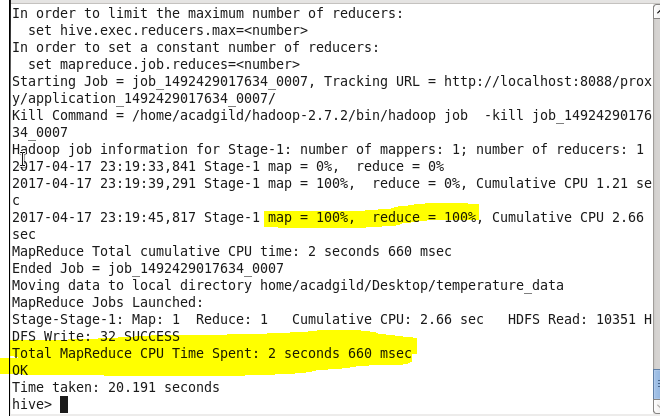 In order to limit the maximum number of reducers:
set hive.exec.reducers.max=<number>
In order to set a constant number of reducers:
set mapreduce.job.reduces=<number>
Starting Job = job_1492429017634_0007, Tracking URL = http://localhost:8088/prox
y/application_1492429017634_0007/
Kill Command = /home/acadgild/hadoop-2.7.2/bin/hadoop job  -kill job_14924290176
34_0007
Hadoop job information for Stage-1: number of mappers: 1; number of reducers: 1
2017-04-17 23:19:33,841 Stage-1 map = 0%,  reduce = 0%
2017-04-17 23:19:39,291 Stage-1 map = 100%,  reduce = 0%, Cumulative CPU 1.21 se
c
2017-04-17 23:19:45,817 Stage-1 map = 100%,  reduce = 100%, Cumulative CPU 2.66
sec
MapReduce Total cumulative CPU time: 2 seconds 660 msec
Ended Job = job_1492429017634_0007
Moving data to local directory home/acadgild/Desktop/temperature_data
MapReduce Jobs Launched:
Stage-Stage-1: Map: 1  Reduce: 1   Cumulative CPU: 2.66 sec   HDFS Read: 10351 H
DFS Write: 32 SUCCESS
Total MapReduce CPU Time Spent: 2 seconds 660 msec
OK
Time taken: 20.191 seconds
hive>